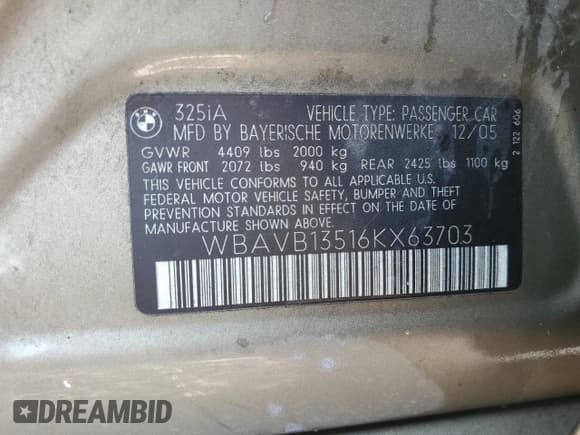 BMW
325iA VEHICLE TYPE: PASSENGER CAR
MFD BY BAYERISCHE MOTORENWERKE 12/05
GVWR 4409 lbs 2000 kg
GAWR FRONT 2072 lbs 940 kg REAR 2425 lbs 1100 kg
THIS VEHICLE CONFORMS TO ALL APPLICABLE U.S.
FEDERAL MOTOR VEHICLE SAFETY, BUMPER AND THEFT
PREVENTION STANDARDS IN EFFECT ON THE DATE OF
MANUFACTURE SHOWN ABOVE.
WBAVB13516KX63703
2 122 606
DREAMBID